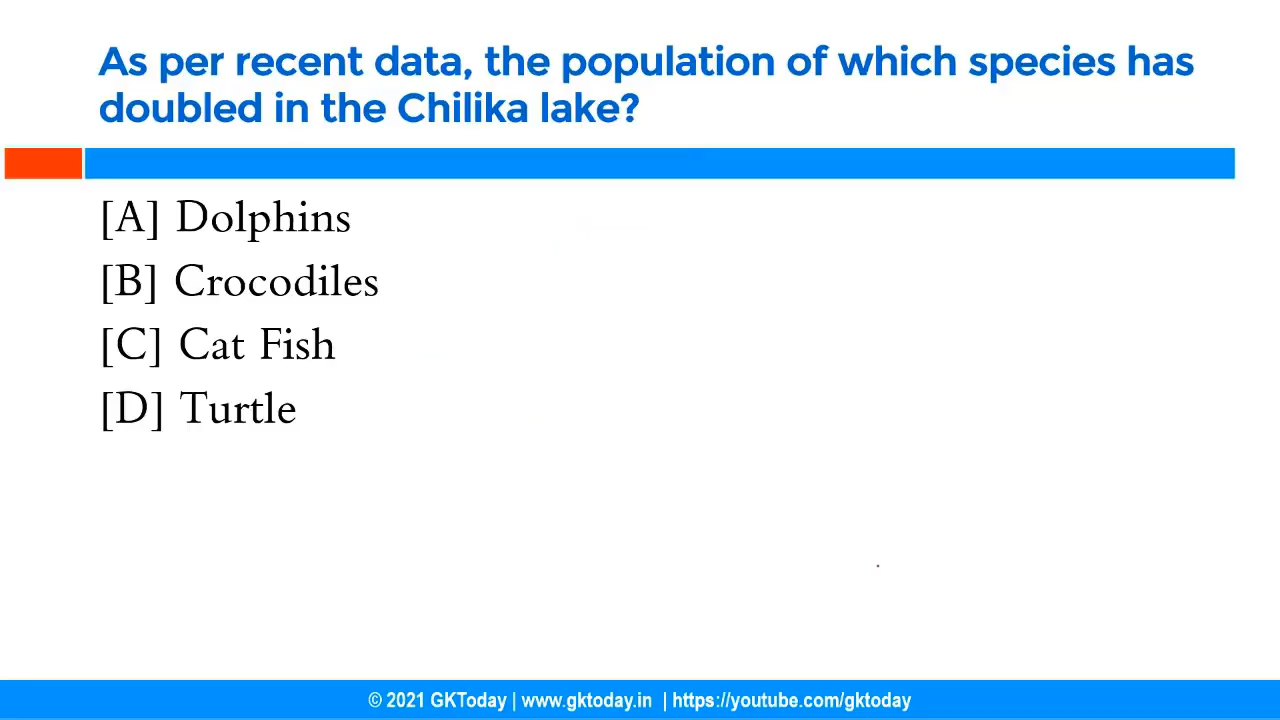 As per recent data, the population of which species has
doubled in the Chilika lake?
[A] Dolphins
[B] Crocodiles
[C] Cat Fish
[D] Turtle
© 2021 GKToday | www.gktoday.in | https://youtube.com/gktoday